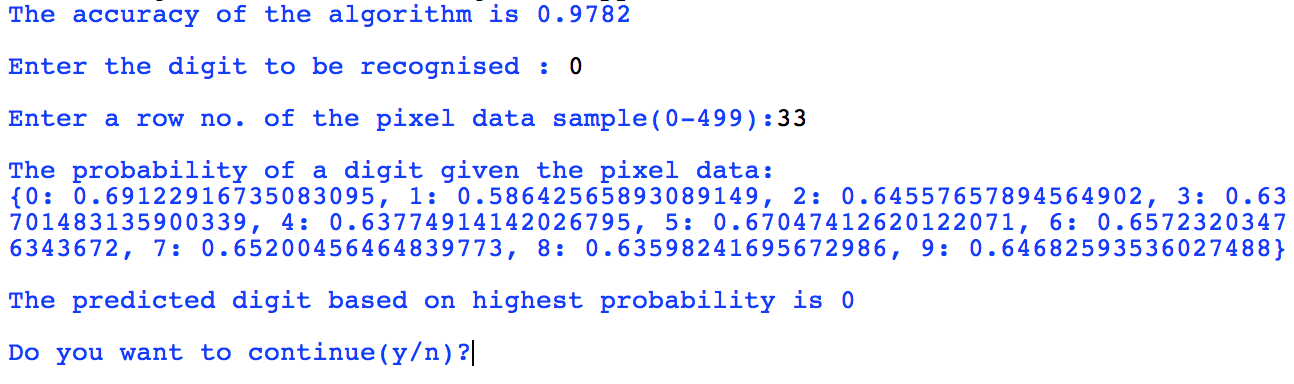 The accuracy of the algorithm is 0.9782
Enter the digit to be recognised : 0
Enter a row no. of the pixel data sample(0-499):33
The probability of a digit given the pixel data:
{0: 0.69122916735083095, 1: 0.58642565893089149, 2: 0.64557657894564902, 3: 0.63
701483135900339, 4: 0.63774914142026795, 5: 0.67047412620122071, 6: 0.6572320347
6343672, 7: 0.65200456464839773, 8: 0.63598241695672986, 9: 0.64682593536027488}
The predicted digit based on highest probability is 0
Do you want to continue(y/n)?